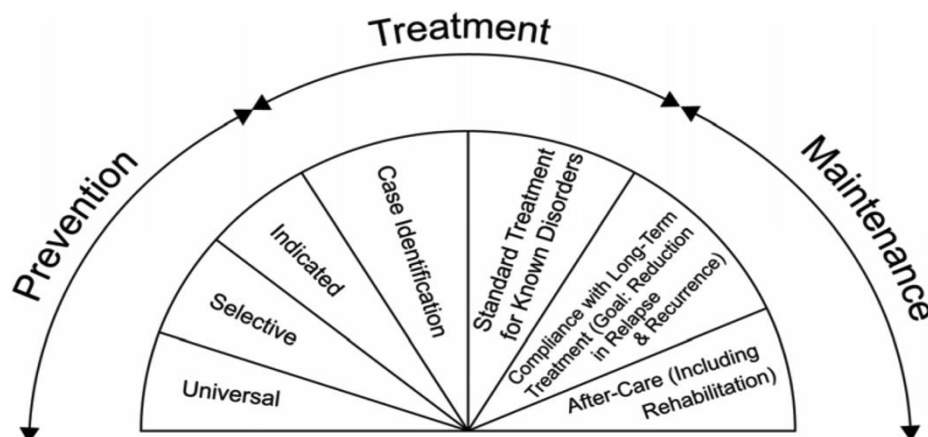 Treatment
Prevention
Maintenance
Universal
Selective
Indicated
Case Identification
Standard Treatment
for Known Disorders
Compliance with Long-Term
Treatment (Goal: Reduction
in Relapse
& Recurrence)
After-Care (Including
Rehabilitation)